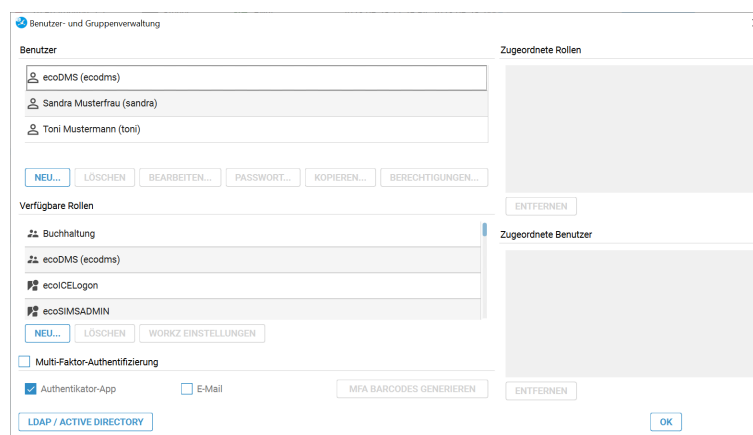 Benutzer- und Gruppenverwaltung
Benutzer
ecoDMS (ecodms)
Sandra Musterfrau (sandra)
Toni Mustermann (toni)
NEU...
LÖSCHEN
BEARBEITEN...
PASSWORT...
KOPIEREN...
BERECHTIGUNGEN...
Verfügbare Rollen
Buchhaltung
ecoDMS (ecodms)
ecoICELogon
ecoSIMSADMIN
NEU...
LÖSCHEN
WORKZ EINSTELLUNGEN
Multi-Faktor-Authentifizierung
Authentikator-App
E-Mail
MFA BARCODES GENERIEREN
LDAP / ACTIVE DIRECTORY
Zugeordnete Rollen
ENTFERNEN
Zugeordnete Benutzer
ENTFERNEN
OK